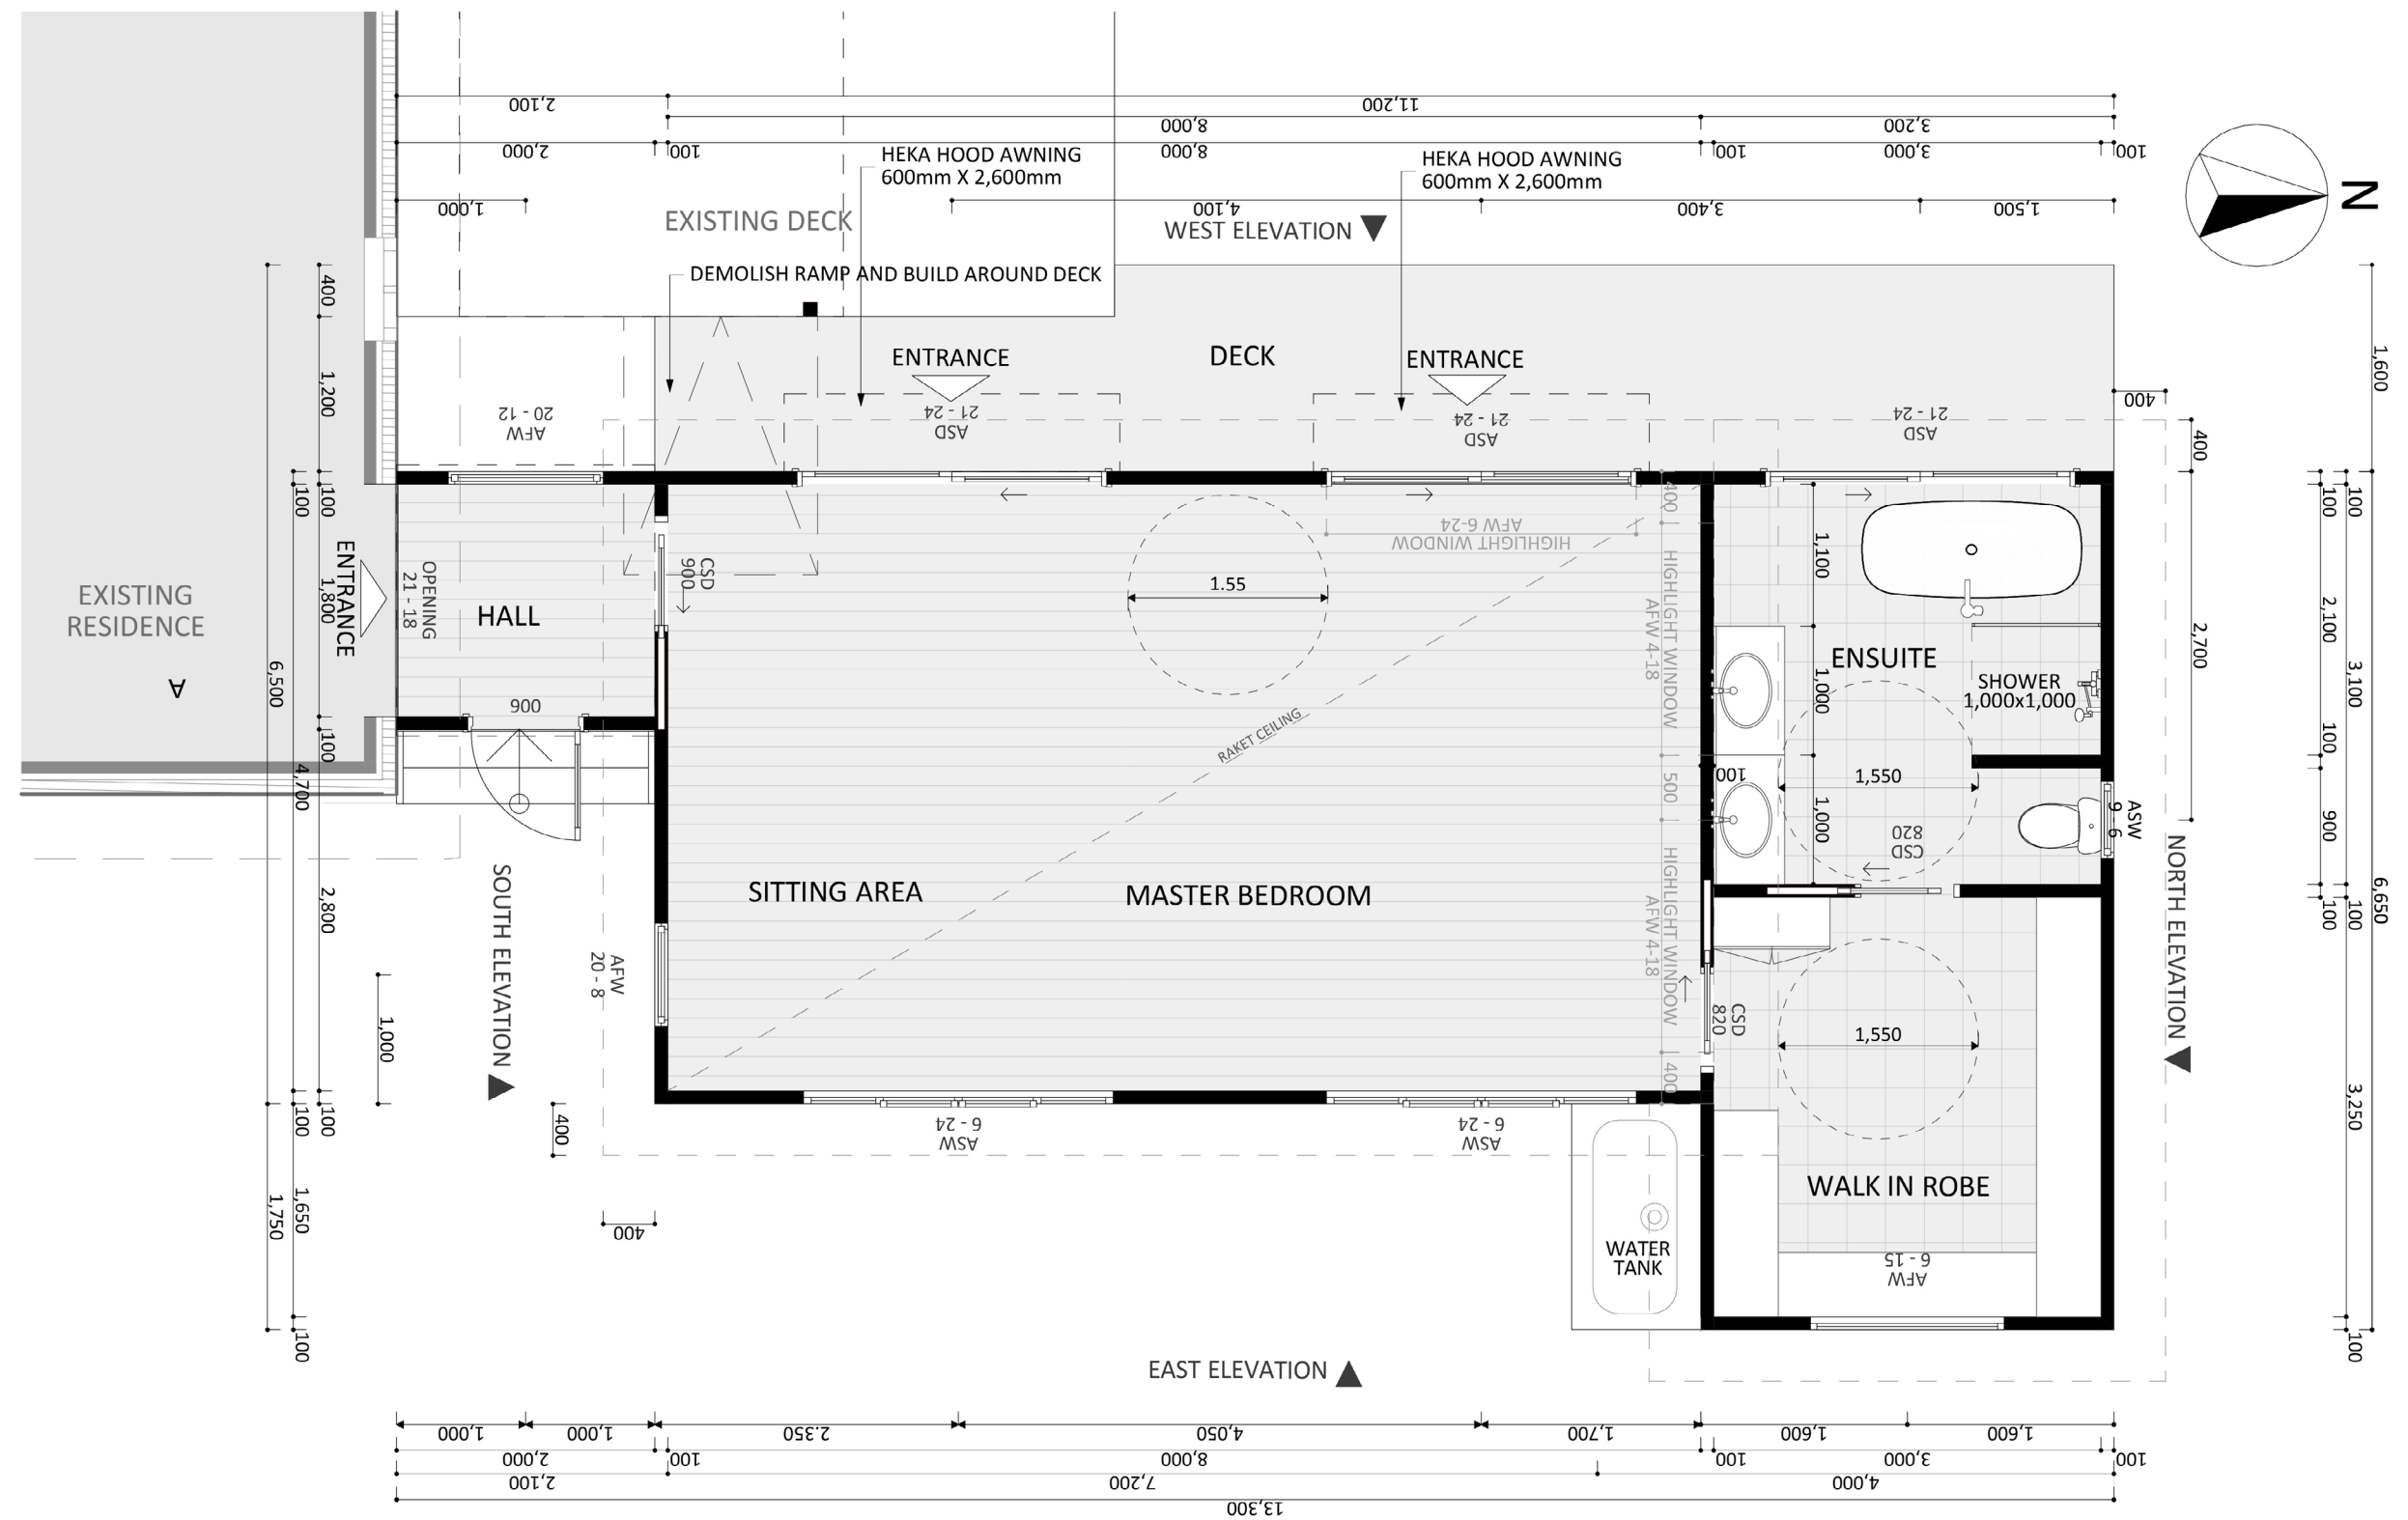 2,100
11,200
8,000
3,200
2,000
100
8,000
100
3,000
100
HEKA HOOD AWNING
600mm X 2,600mm
HEKA HOOD AWNING
600mm X 2,600mm
N
1,000
4,100
3,400
1,500
EXISTING DECK
WEST ELEVATION
DEMOLISH RAMP AND BUILD AROUND DECK
400
1,200
100
100
1,800
100
6,500
4,700
2,800
1,000
100
100
1,750
1,650
100
1,600
400
400
ENTRANCE
DECK
ENTRANCE
AFW
20 - 12
ASD
21 - 24
ASD
21 - 24
ASD
21 - 24
100
100
2,100
2,700
3,100
100
900
100
100
6,650
3,250
100
EXISTING
RESIDENCE
A
ENTRANCE
OPENING
21 - 18
HALL
900
CSD
900
1.55
HIGHLIGHT WINDOW
AFW 6-24
400
HIGHLIGHT WINDOW
AFW 4-18
500
HIGHLIGHT WINDOW
AFW 4-18
400
RAKET CEILING
1,100
1,000
1,000
100
ENSUITE
SHOWER
1,000x1,000
1,550
CSD
820
ASW
9 - 6
NORTH ELEVATION
SOUTH ELEVATION
SITTING AREA
MASTER BEDROOM
AFW
20 - 8
CSD
820
1,550
WALK IN ROBE
AFW
6 - 15
400
400
ASW
6 - 24
ASW
6 - 24
WATER
TANK
EAST ELEVATION
1,000
1,000
2.350
4,050
1,700
1,600
1,600
2,000
100
8,000
100
3,000
100
2,100
7,200
4,000
13,300